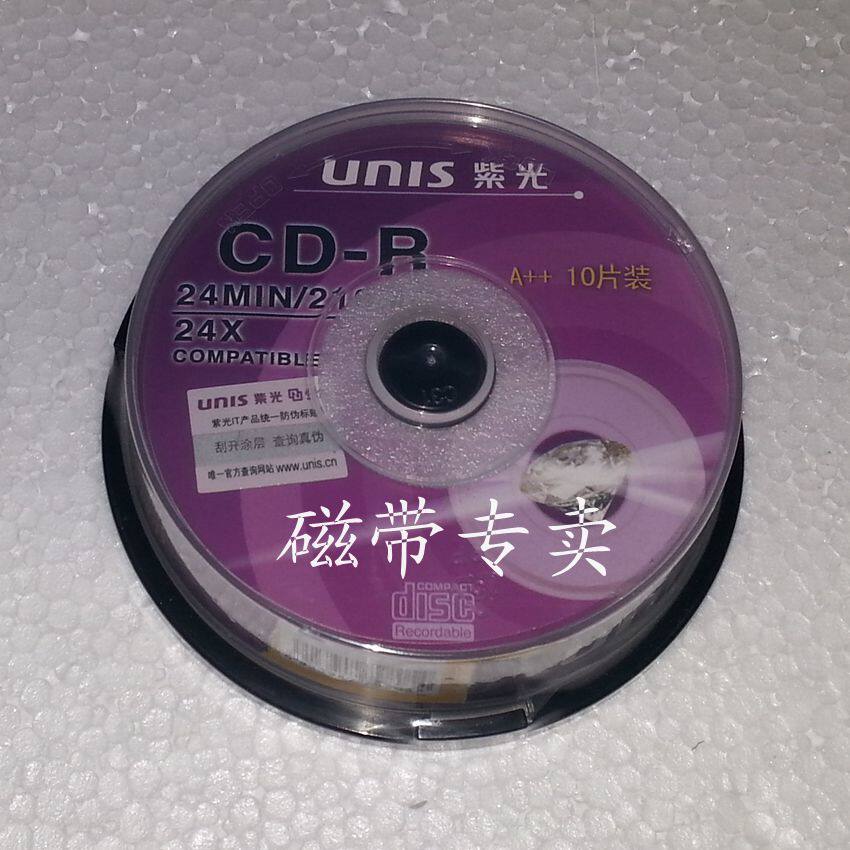 UNIS 紫光
CD-R
A++ 10片装
24MIN/21
24X
COMPATIBLE
UNIS 紫光
紫光IT产品统一防伪标贴
刮开涂层 查询真伪
唯一官方查询网站 www.unis.cn
磁带专卖
COMPACT
disc
Recordable